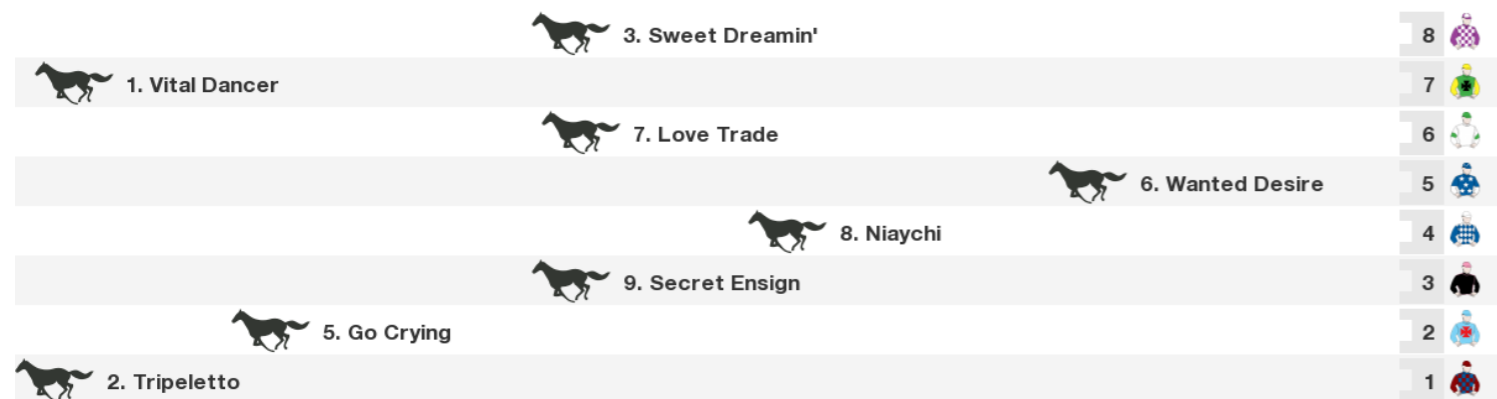 3. Sweet Dreamin' 8
1. Vital Dancer 7
7. Love Trade 6
6. Wanted Desire 5
8. Niaychi 4
9. Secret Ensign 3
5. Go Crying 2
2. Tripeletto 1